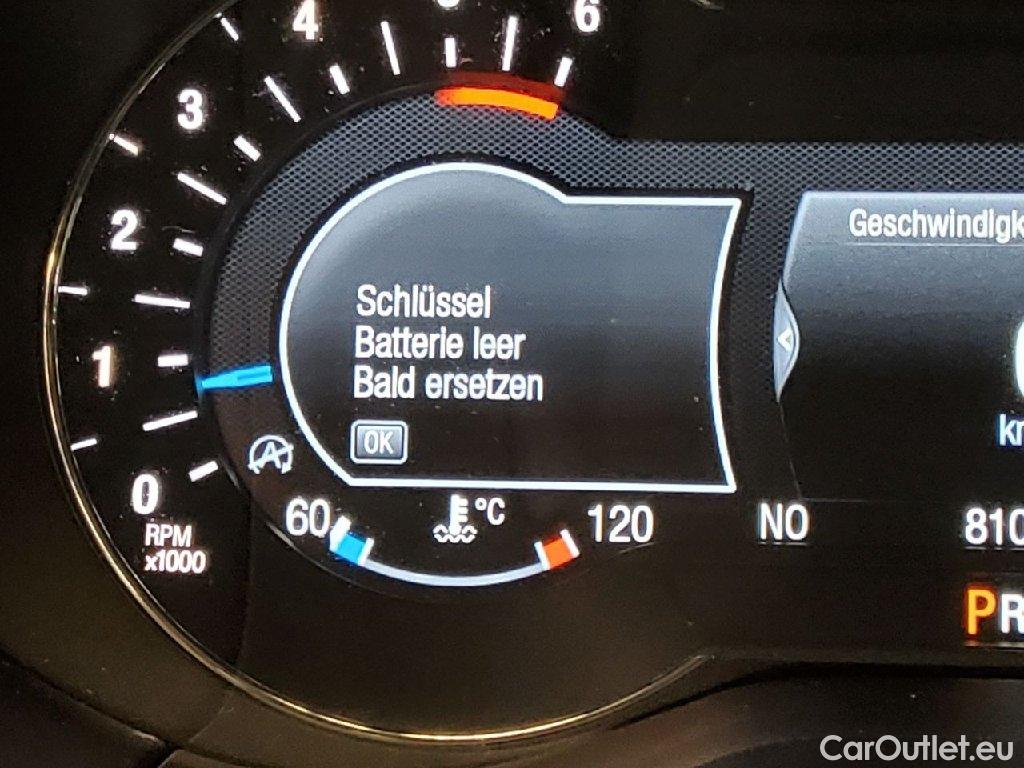 4
6
3
2
1
0
RPM
x1000
Schlüssel
Batterie leer
Bald ersetzen
OK
A
60
°C
120
NO
810
P R
CarOutlet.eu